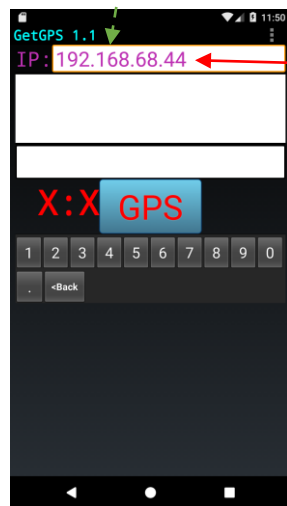 11:50
GetGPS 1.1
IP: 192.168.68.44
X:X GPS
1 2 3 4 5 6 7 8 9 0
. <Back